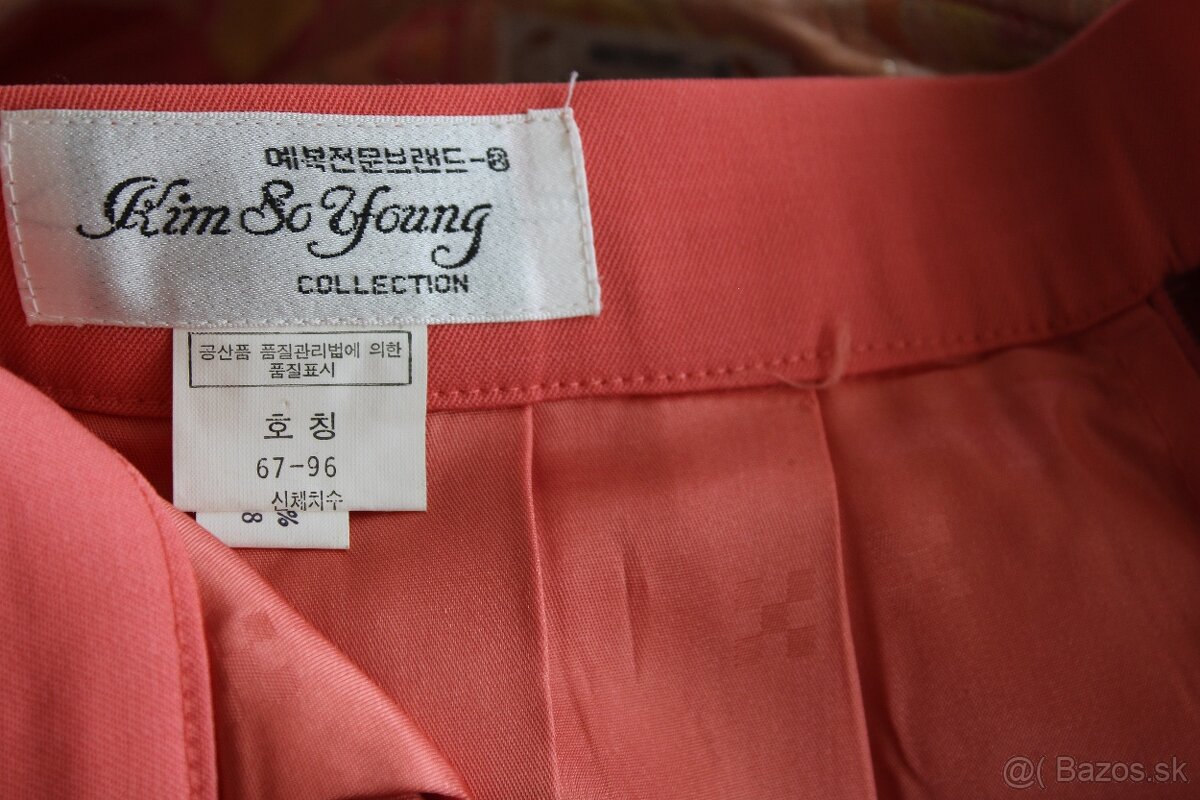 예복전문브랜드-®
Kim So Young
COLLECTION
공산품 품질관리법에 의한
품질표시
호칭
67-96
신체치수
8 %
@( Bazos.sk